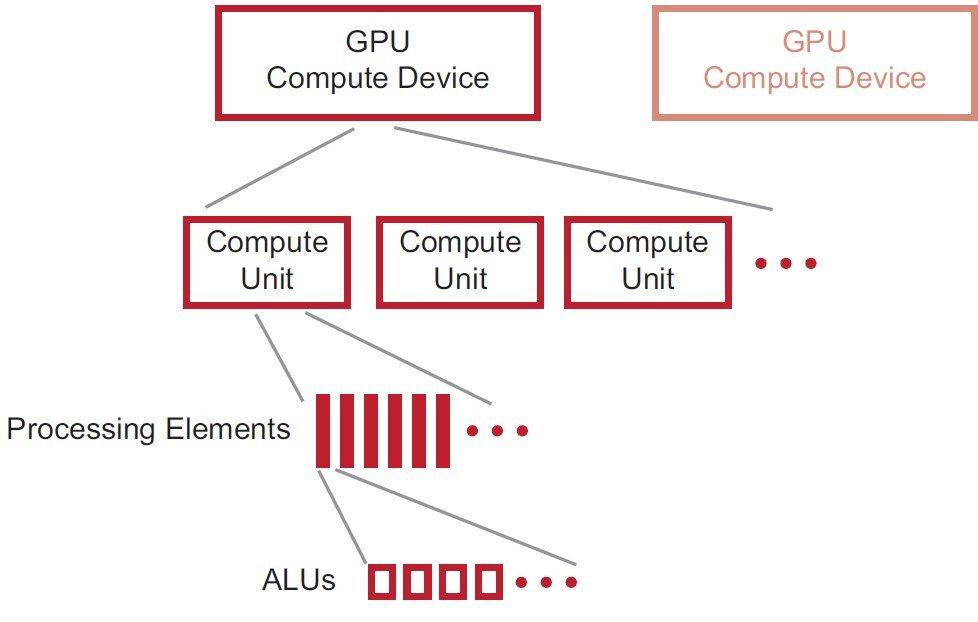 GPU
Compute Device
GPU
Compute Device
Compute
Unit
Compute
Unit
Compute
Unit
Processing Elements
ALUs